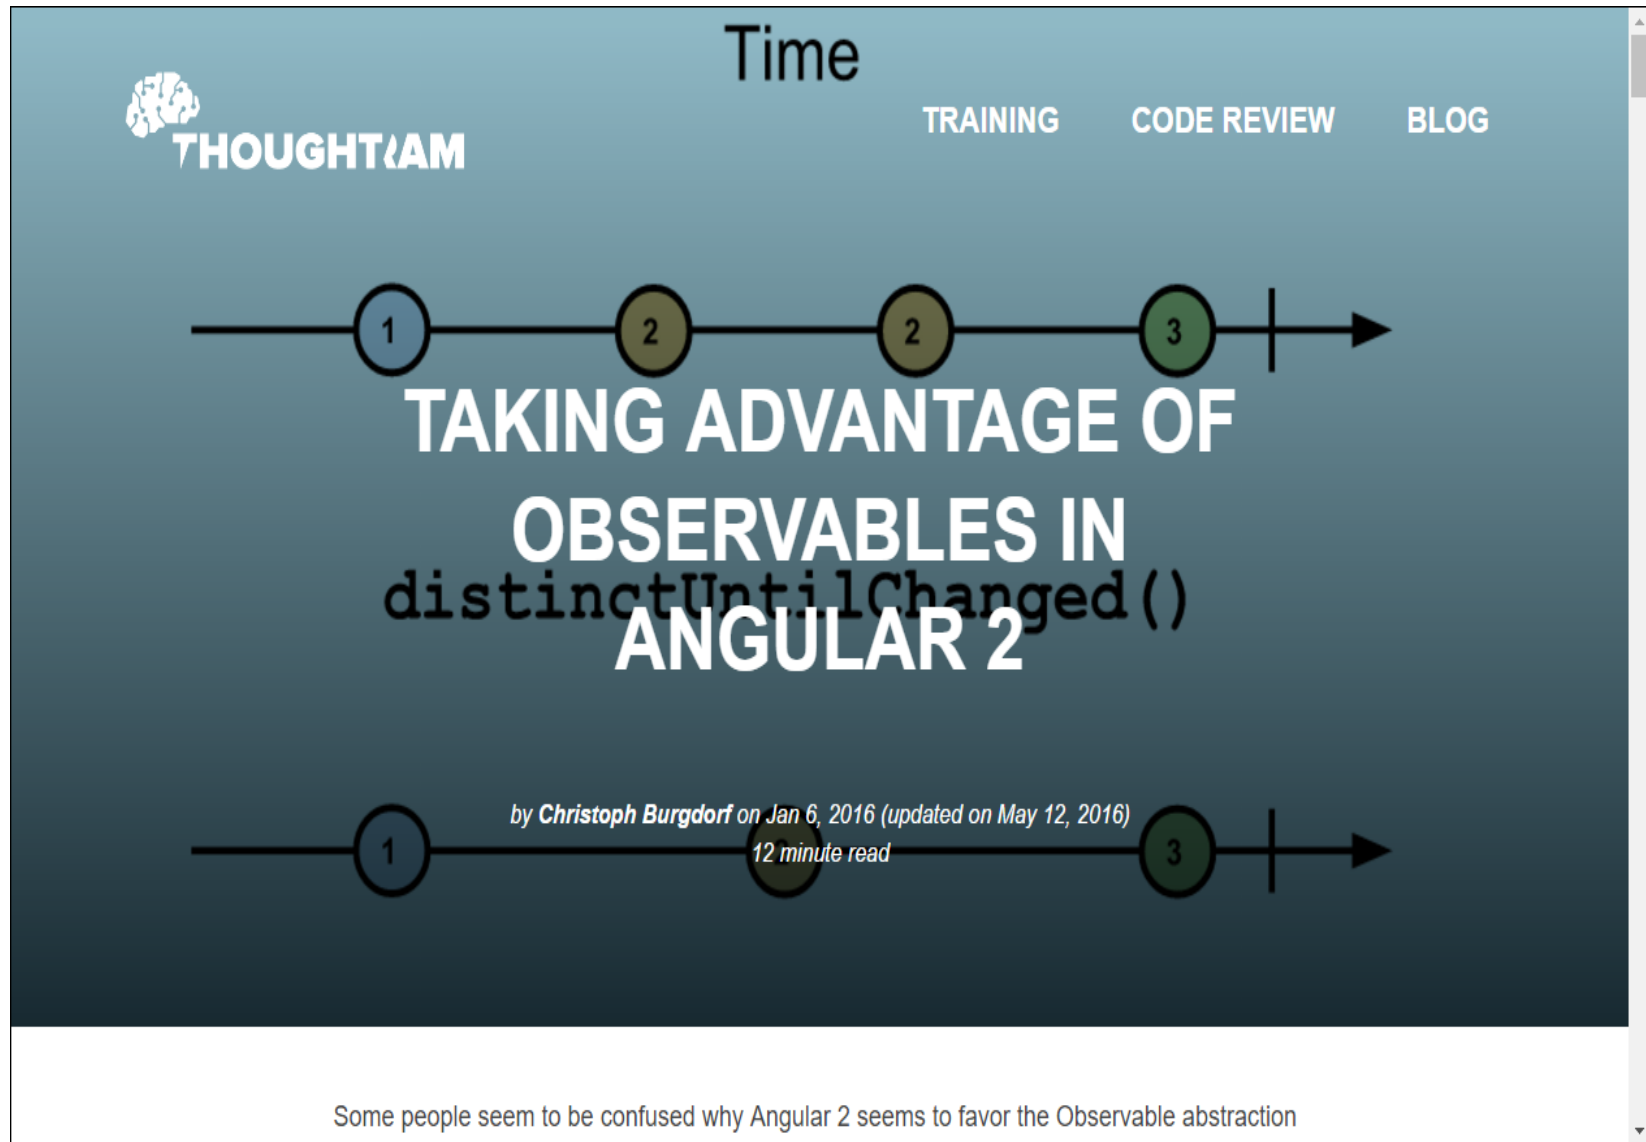 Time
THOUGHTRAM
TRAINING CODE REVIEW BLOG
1 2 2 3
TAKING ADVANTAGE OF
OBSERVABLES IN
distinctUntilChanged()
ANGULAR 2
by Christoph Burgdorf on Jan 6, 2016 (updated on May 12, 2016)
12 minute read
1 2 3
Some people seem to be confused why Angular 2 seems to favor the Observable abstraction